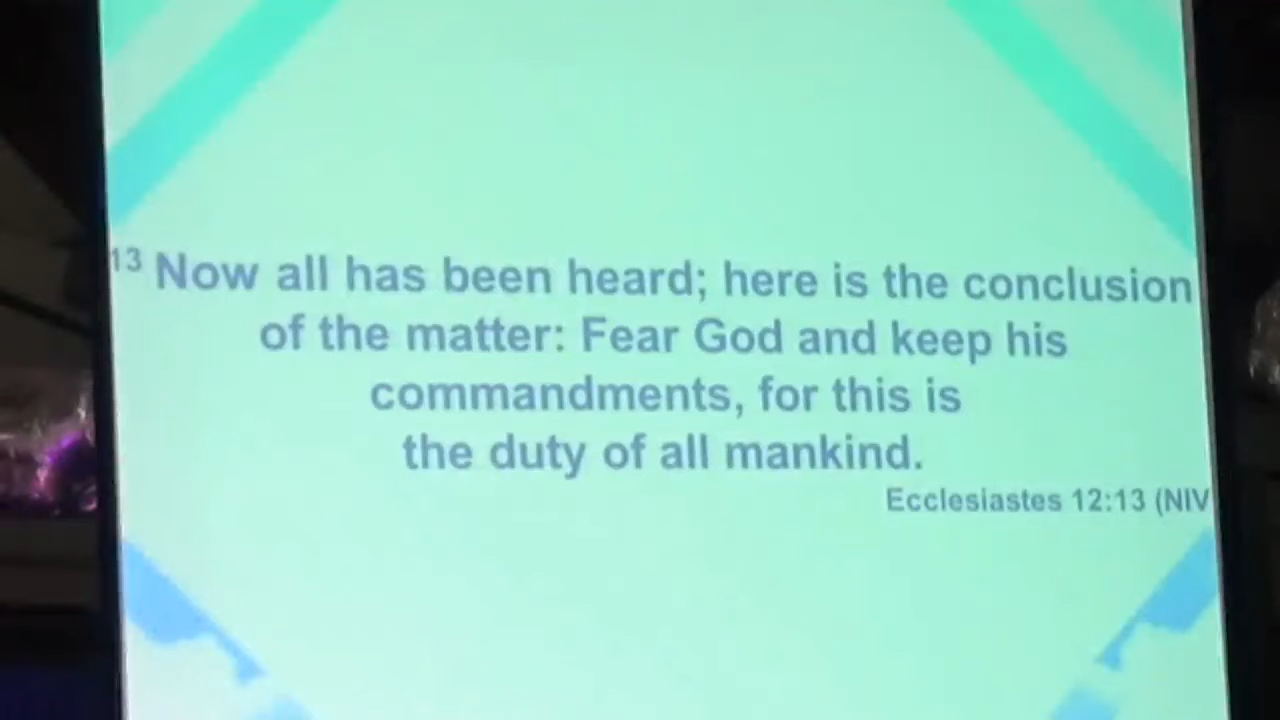 13 Now all has been heard; here is the conclusion
of the matter: Fear God and keep his
commandments, for this is
the duty of all mankind.
Ecclesiastes 12:13 (NIV